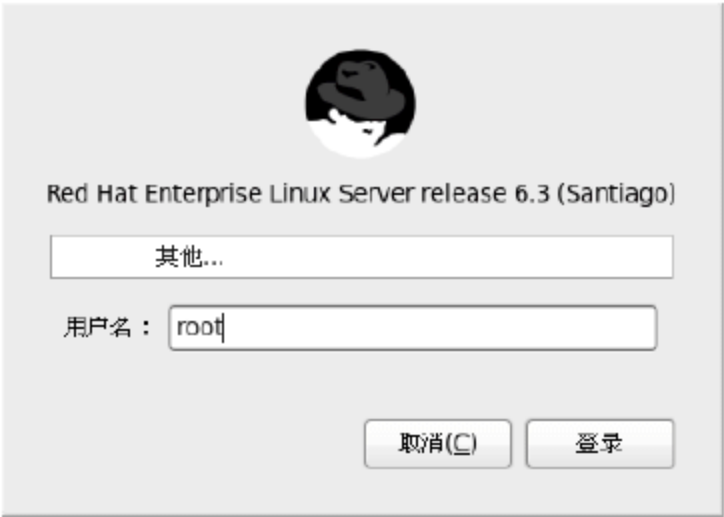 Red Hat Enterprise Linux Server release 6.3 (Santiago)
其他...
用户名： root
取消(C) 登录